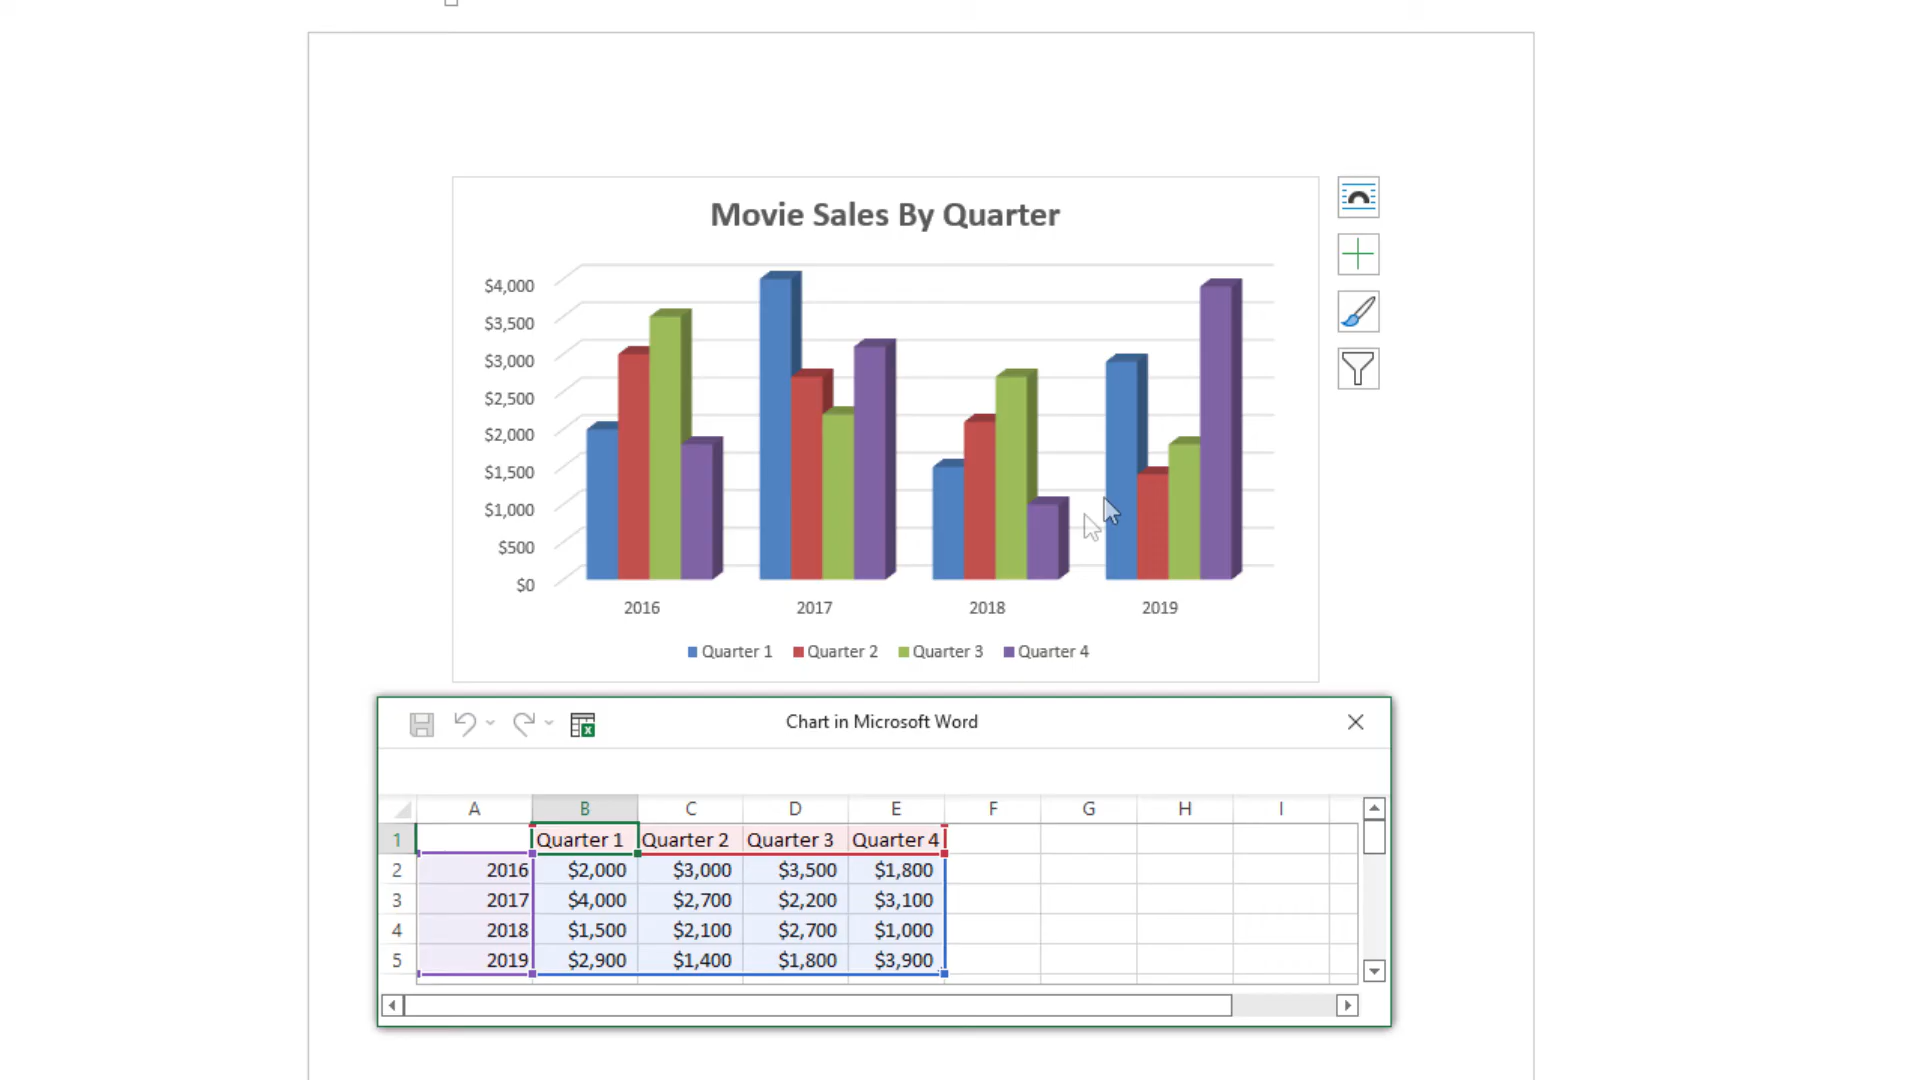 Movie Sales By Quarter
$4,000
$3,500
$3,000
$2,500
$2,000
$1,500
$1,000
$500
$0
2016 2017 2018 2019
Quarter 1 Quarter 2 Quarter 3 Quarter 4
Chart in Microsoft Word
A B C D E F G H I
1 Quarter 1 Quarter 2 Quarter 3 Quarter 4
2 2016 $2,000 $3,000 $3,500 $1,800
3 2017 $4,000 $2,700 $2,200 $3,100
4 2018 $1,500 $2,100 $2,700 $1,000
5 2019 $2,900 $1,400 $1,800 $3,900